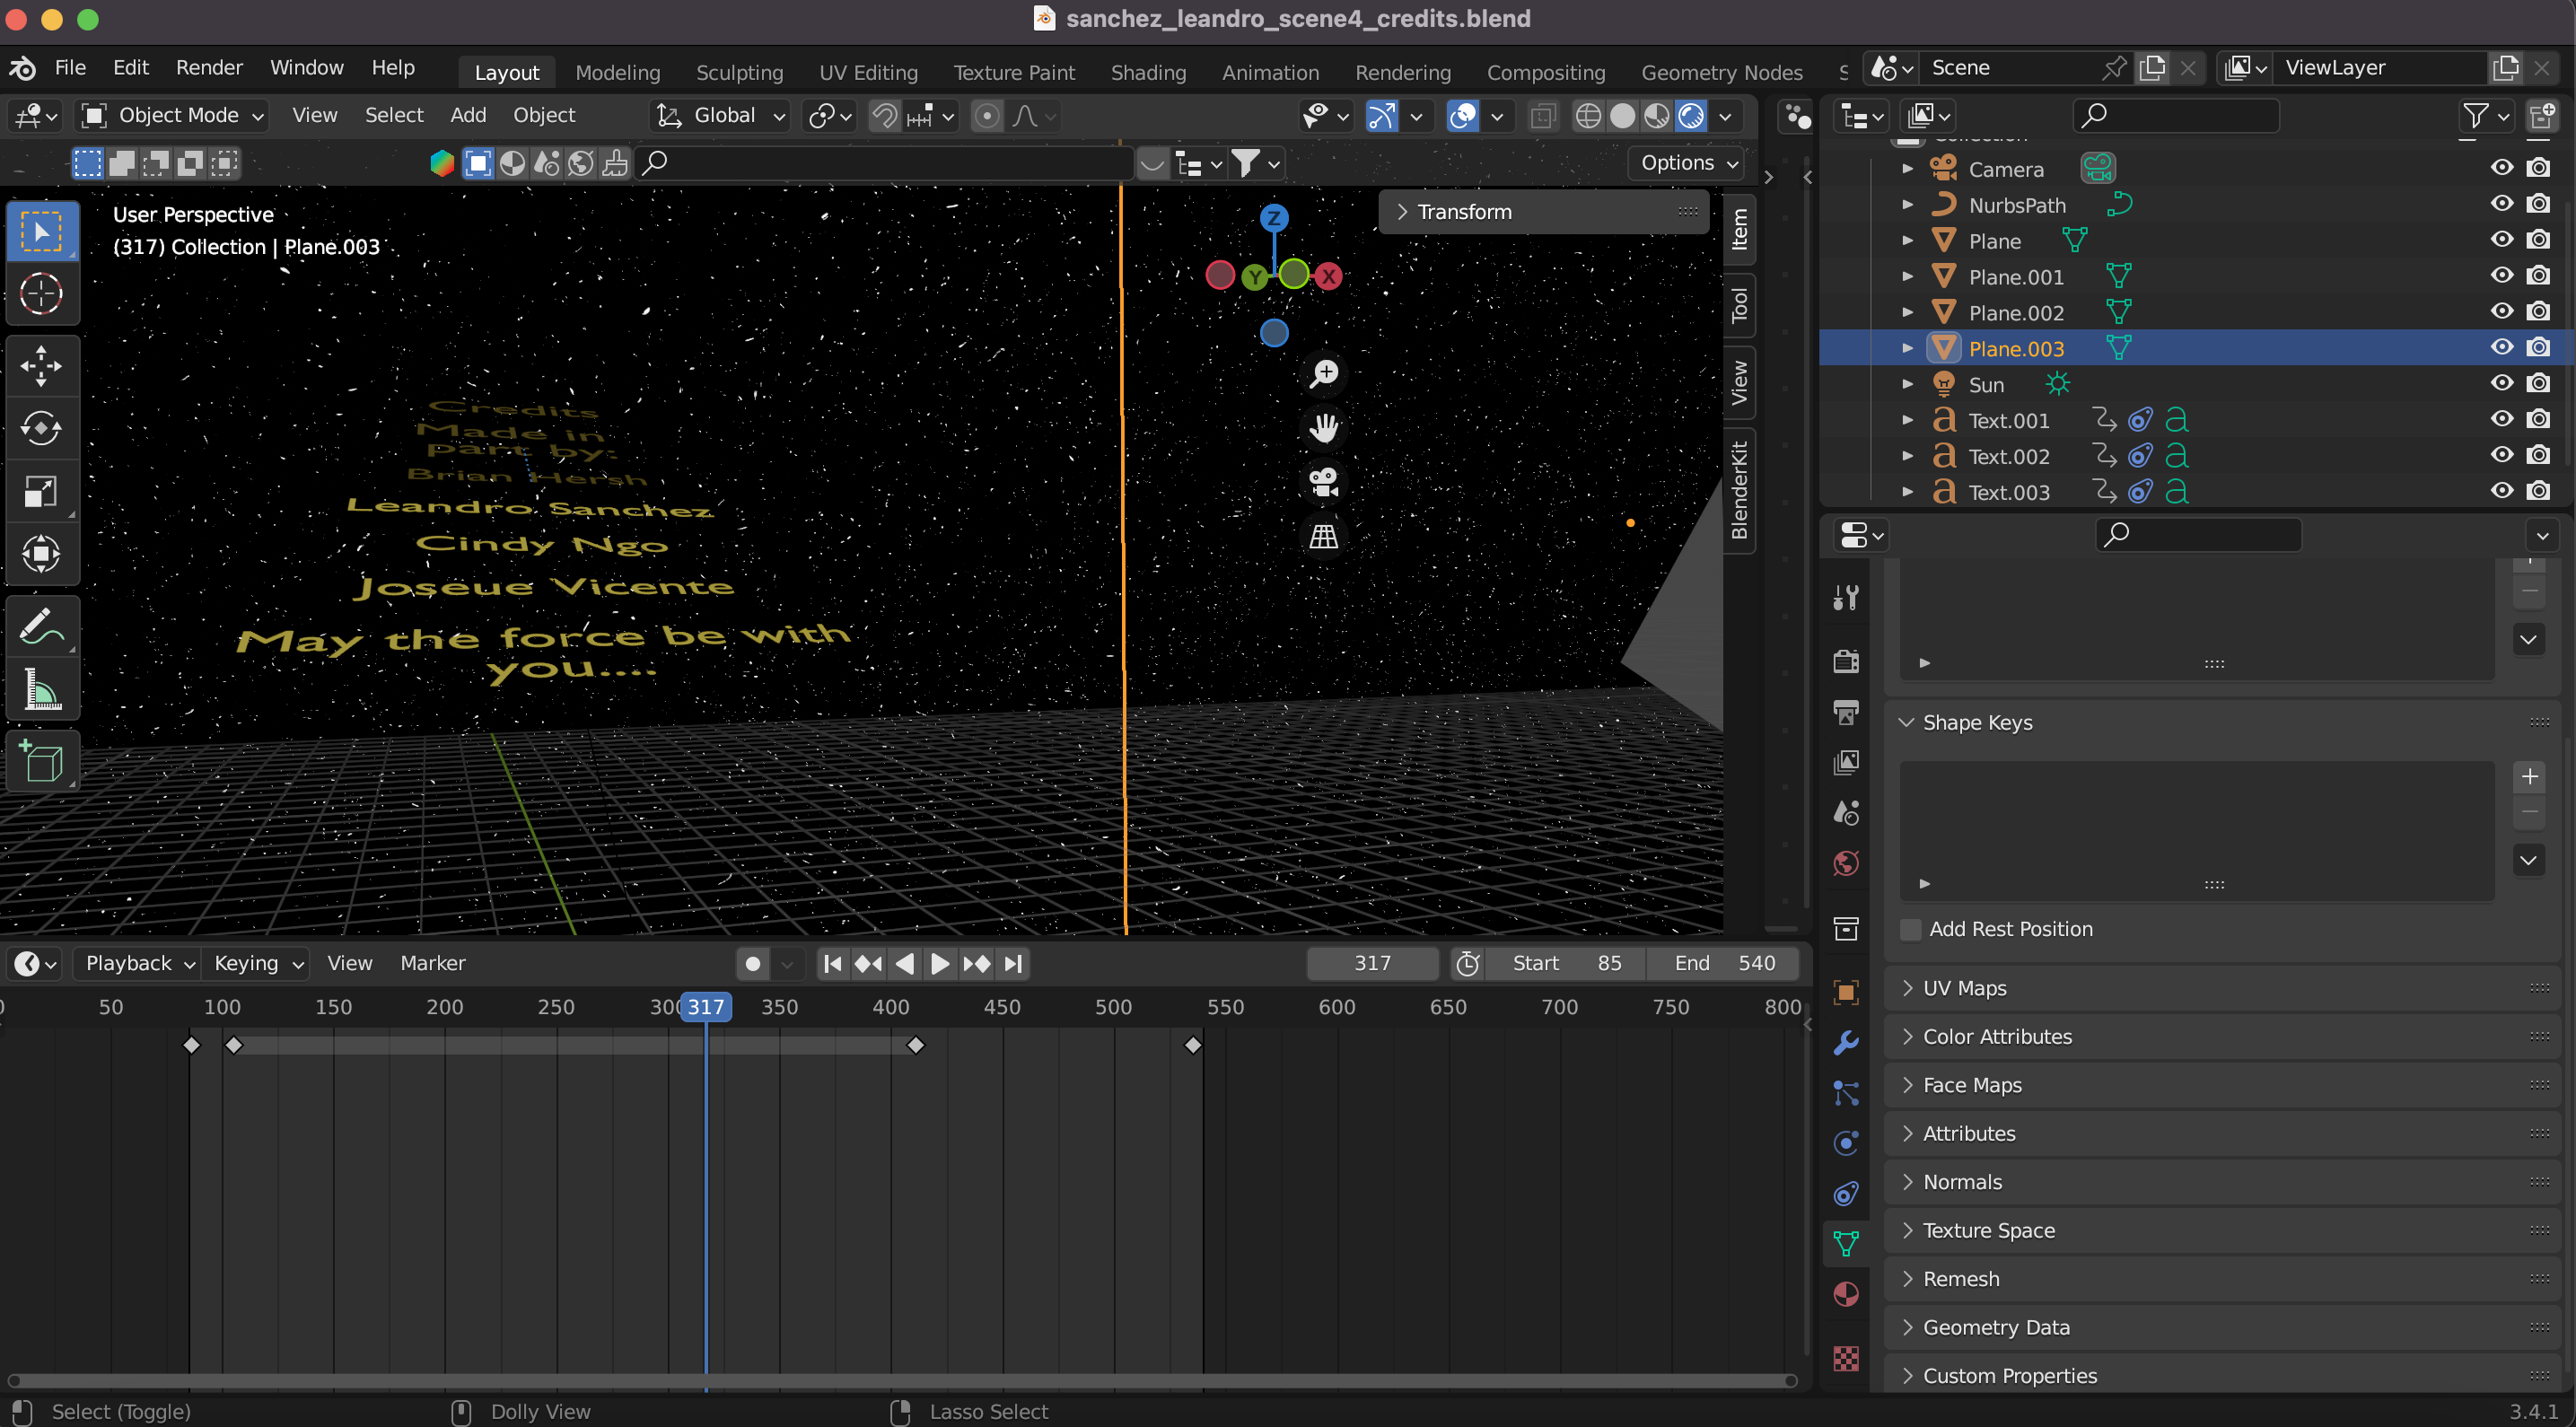 sanchez_leandro_scene4_credits.blend
File Edit Render Window Help Layout Modeling Sculpting UV Editing Texture Paint Shading Animation Rendering Compositing Geometry Nodes Scene ViewLayer
Object Mode View Select Add Object Global
Options
User Perspective
(317) Collection | Plane.003
Transform
Item
Tool
View
BlenderKit
Z
Y
X
Credits
Made in
Part by:
Brian Hersh
Leandro Sanchez
Cindy Ngo
Joseue Vicente
May the force be with
you....
Camera
NurbsPath
Plane
Plane.001
Plane.002
Plane.003
Sun
Text.001
Text.002
Text.003
Shape Keys
Add Rest Position
UV Maps
Color Attributes
Face Maps
Attributes
Normals
Texture Space
Remesh
Geometry Data
Custom Properties
Playback Keying View Marker 317 Start 85 End 540
50 100 150 200 250 300 317 350 400 450 500 550 600 650 700 750 800
Select (Toggle) Dolly View Lasso Select 3.4.1